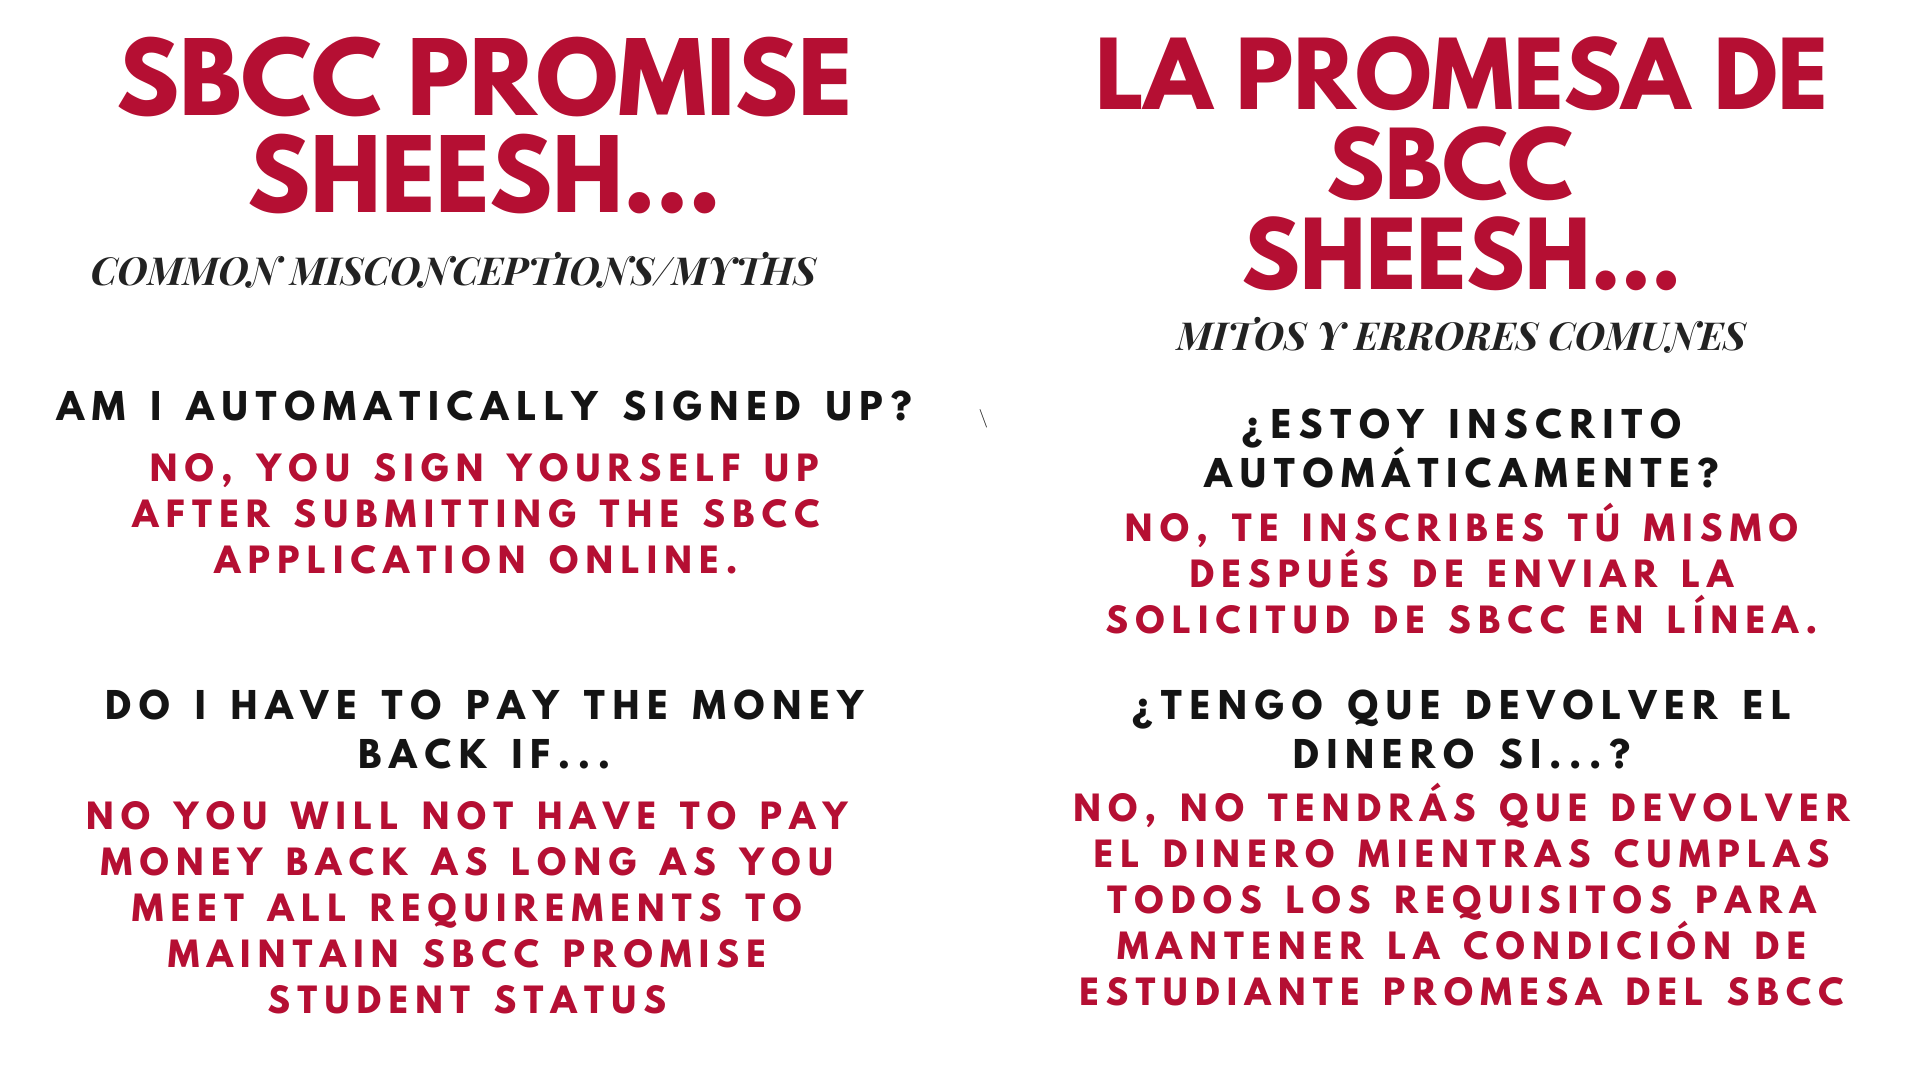 SBCC PROMISE
SHEESH...
COMMON MISCONCEPTIONS/MYTHS
AM I AUTOMATICALLY SIGNED UP?
NO, YOU SIGN YOURSELF UP
AFTER SUBMITTING THE SBCC
APPLICATION ONLINE.
DO I HAVE TO PAY THE MONEY
BACK IF...
NO YOU WILL NOT HAVE TO PAY
MONEY BACK AS LONG AS YOU
MEET ALL REQUIREMENTS TO
MAINTAIN SBCC PROMISE
STUDENT STATUS
\
LA PROMESA DE
SBCC
SHEESH...
MITOS Y ERRORES COMUNES
¿ESTOY INSCRITO
AUTOMÁTICAMENTE?
NO, TE INSCRIBES TÚ MISMO
DESPUÉS DE ENVIAR LA
SOLICITUD DE SBCC EN LÍNEA.
¿TENGO QUE DEVOLVER EL
DINERO SI...?
NO, NO TENDRÁS QUE DEVOLVER
EL DINERO MIENTRAS CUMPLAS
TODOS LOS REQUISITOS PARA
MANTENER LA CONDICIÓN DE
ESTUDIANTE PROMESA DEL SBCC